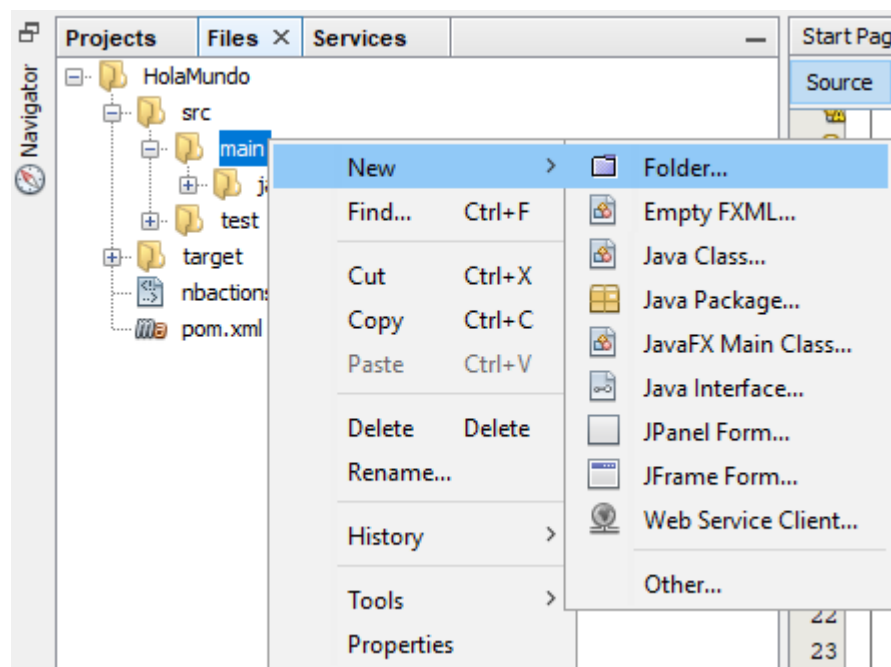 Projects
Files
Services
Start Pag
Source
Navigator
HolaMundo
src
main
ja
test
target
nbactions
pom.xml
New
Find... Ctrl+F
Cut Ctrl+X
Copy Ctrl+C
Paste Ctrl+V
Delete Delete
Rename...
History
Tools
Properties
Folder...
Empty FXML...
Java Class...
Java Package...
JavaFX Main Class...
Java Interface...
JPanel Form...
JFrame Form...
Web Service Client...
Other...
22
23